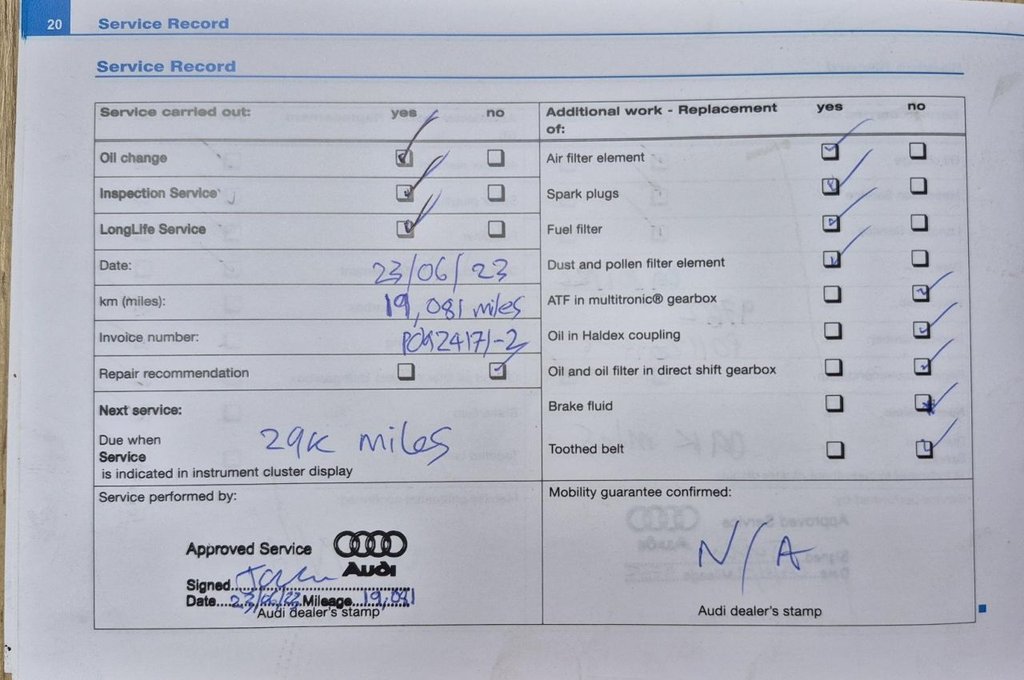 20 Service Record
Service Record
Service carried out: yes no
Oil change
Inspection Service
LongLife Service
Date: 23/06/23
km (miles): 19,081 miles
Invoice number:
Repair recommendation
Next service:
Due when
Service
is indicated in instrument cluster display
29K miles
Service performed by:
Approved Service
Audi
Signed
Date 23/06/23 Mileage 19,081
Audi dealer's stamp
Additional work - Replacement of: yes no
Air filter element
Spark plugs
Fuel filter
Dust and pollen filter element
ATF in multitronic® gearbox
Oil in Haldex coupling
Oil and oil filter in direct shift gearbox
Brake fluid
Toothed belt
Mobility guarantee confirmed:
N/A
Audi dealer's stamp